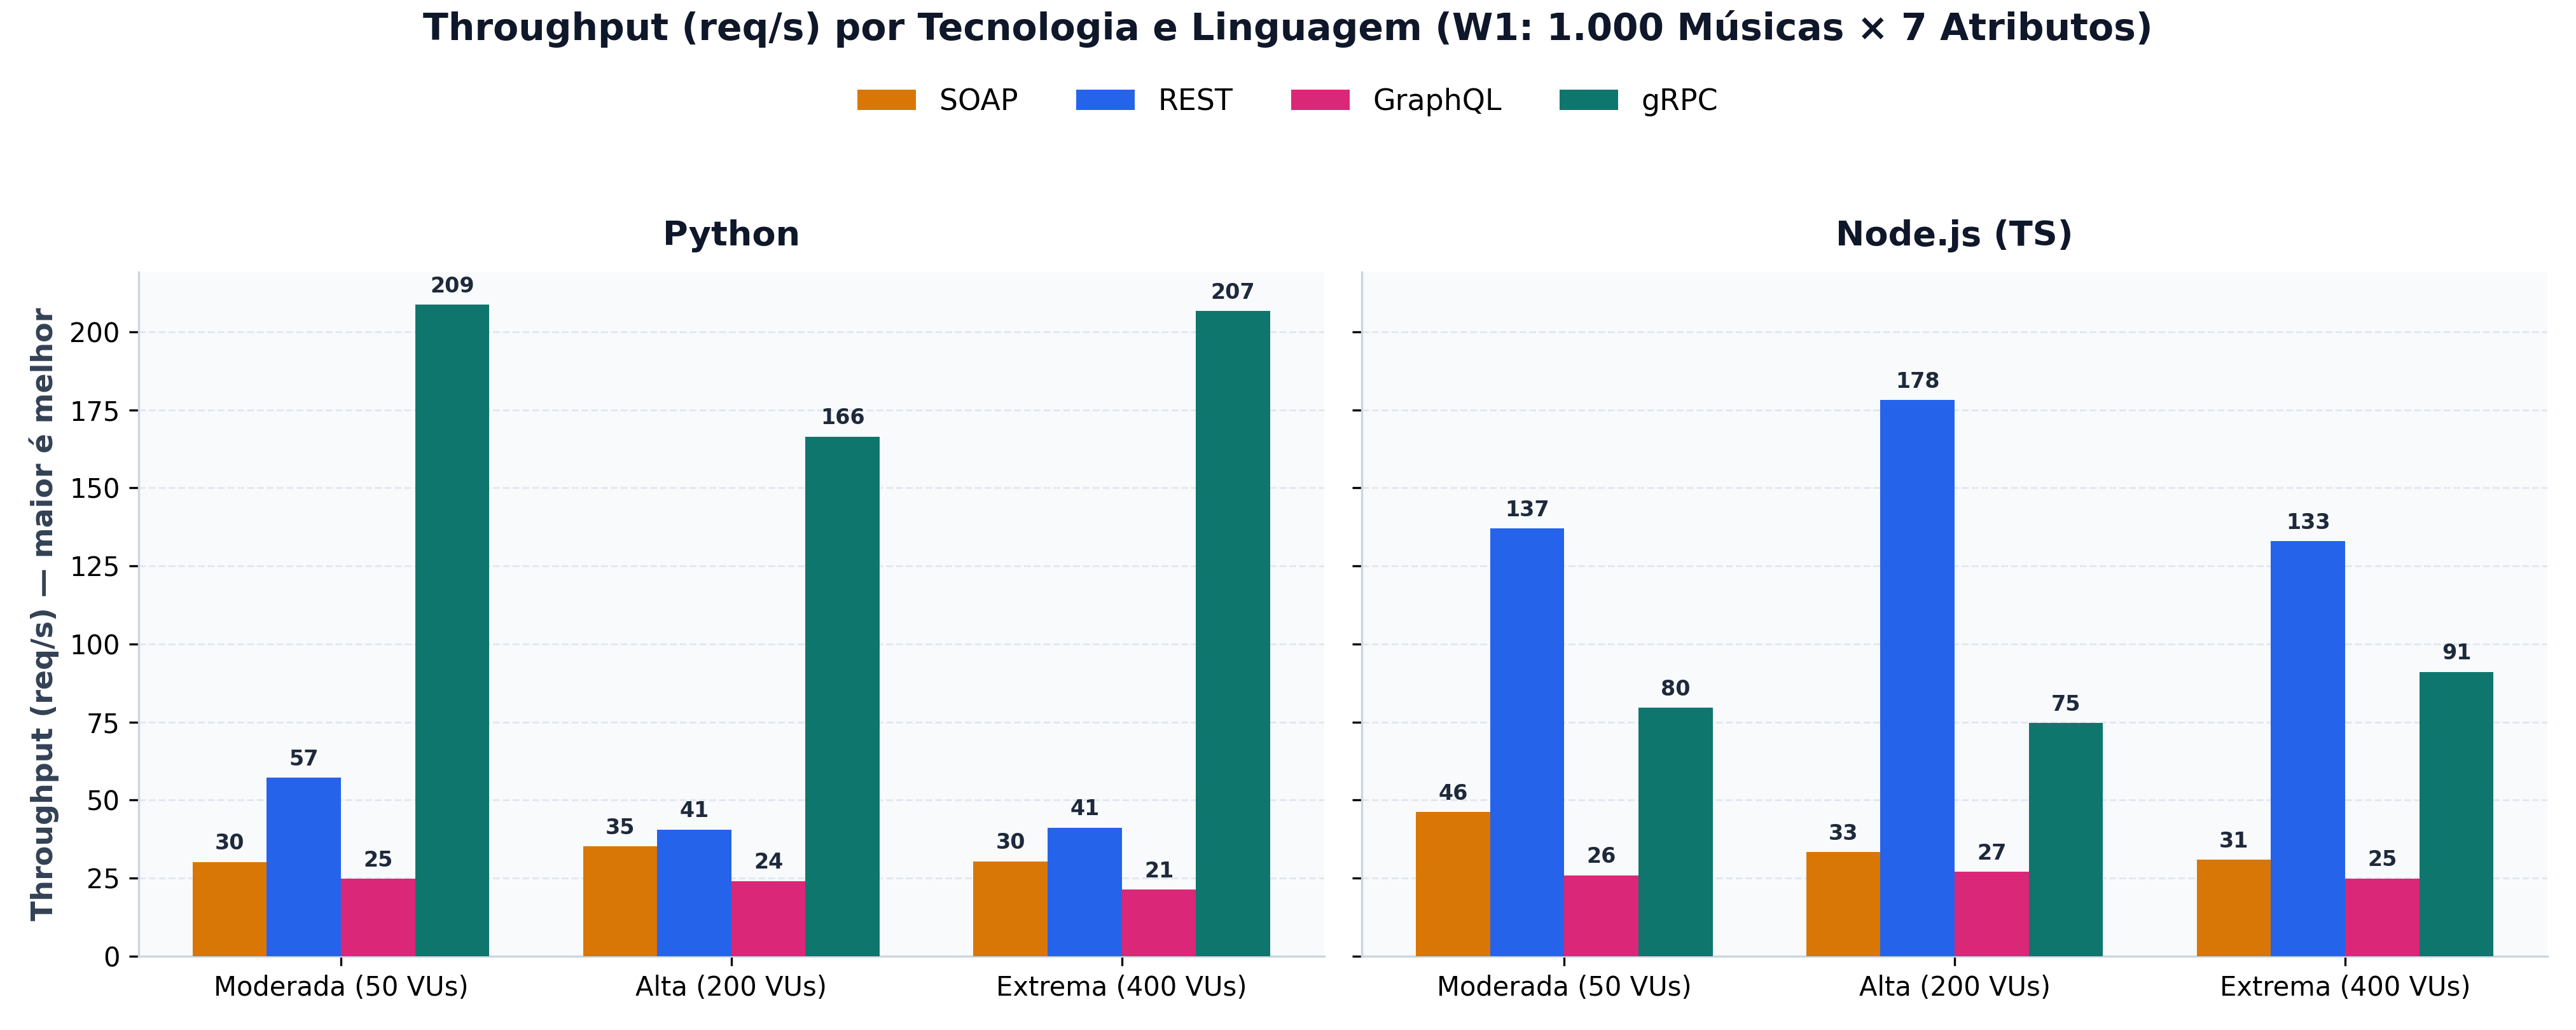 Throughput (req/s) por Tecnologia e Linguagem (W1: 1.000 Músicas × 7 Atributos)
SOAP REST GraphQL gRPC
Python
Throughput (req/s) — maior é melhor
200
175
150
125
100
75
50
25
0
30 57 25 209
35 41 24 166
30 41 21 207
Moderada (50 VUs) Alta (200 VUs) Extrema (400 VUs)
Node.js (TS)
46 137 26 80
33 178 27 75
31 133 25 91
Moderada (50 VUs) Alta (200 VUs) Extrema (400 VUs)